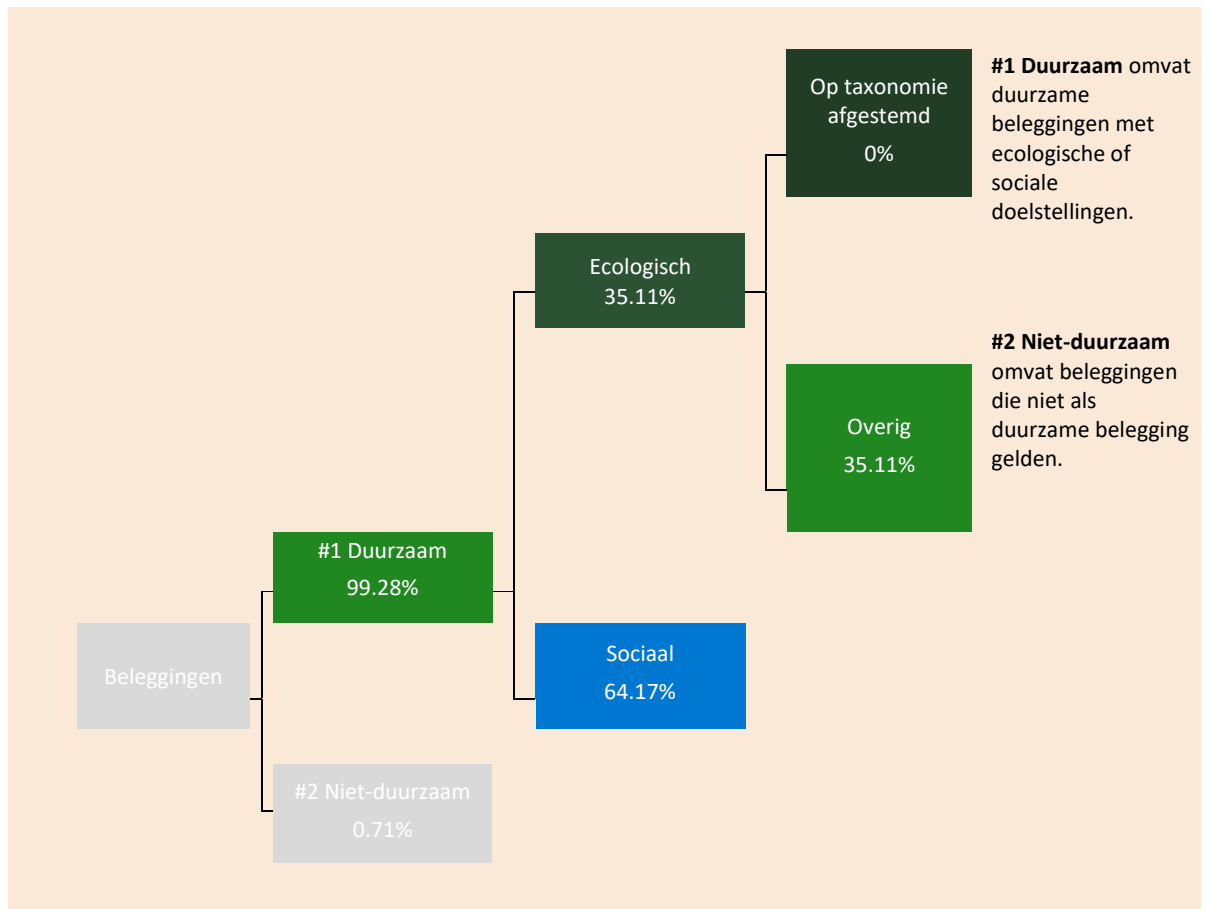 Op taxonomie
afgestemd
0%
#1 Duurzaam omvat
duurzame
beleggingen met
ecologische of
sociale
doelstellingen.
Ecologisch
35.11%
#2 Niet-duurzaam
omvat beleggingen
die niet als
duurzame belegging
gelden.
Overig
35.11%
#1 Duurzaam
99.28%
Sociaal
64.17%
Beleggingen
#2 Niet-duurzaam
0.71%